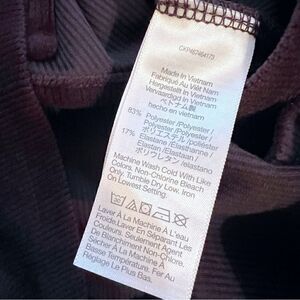 Made in Vietnam
Fabriqué Au Viêt Nam
Hergestellt in Vietnam
Vervaardigd in Vietnam
ベトナム製
hecho en vietnam
83% Polyester /Polyester/
Polyester /Polyester/
ポリエステル /poliéster
17% Elastane /Elasthanne/
Elastan /Elastaan /
ポリウレタン /elastano
Machine Wash Cold With Like
Colors, Non-Chlorine Bleach
Only, Tumble Dry Low, Iron
On Lowest Setting.
Laver À La Machine À L'eau
Froide,Laver En Séparant Les
Couleurs. Seulement Agent
De Blanchiment Non-Chlore.
Sécher À La Machine À
Basse Température. Fer Au
Réglage Le Plus Bas.